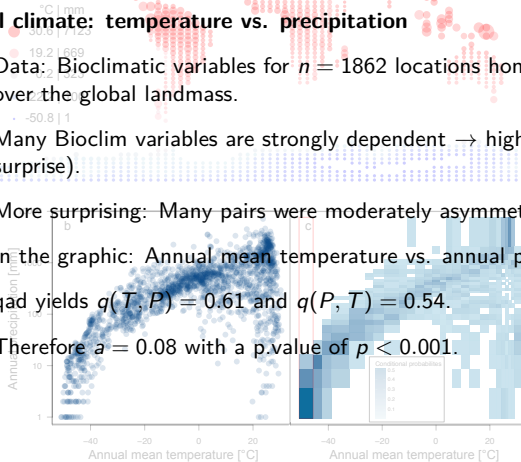 °C | mm
l climate: temperature vs. precipitation
30.6 | 7123
19.2 | 669
Data: Bioclimatic variables for n = 1862 locations hom
over the global landmass.
-50.8 | 1
Many Bioclim variables are strongly dependent → high
surprise).
More surprising: Many pairs were moderately asymmet
b
c
n the graphic: Annual mean temperature vs. annual p
qad yields q(T, P) = 0.61 and q(P, T) = 0.54.
Therefore a = 0.08 with a p.value of p < 0.001.
Conditional probabilities
10
1
-40 -20 0 20
-40 -20 0 20
Annual mean temperature [°C]
Annual mean temperature [°C]